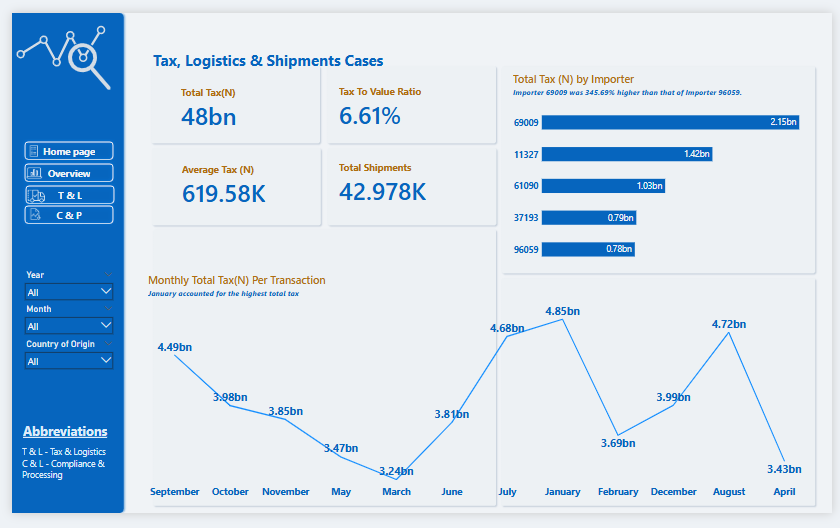 Tax, Logistics & Shipments Cases
Total Tax(N)
48bn
Tax To Value Ratio
6.61%
Average Tax (N)
619.58K
Total Shipments
42.978K
Total Tax (N) by Importer
Importer 69009 was 345.69% higher than that of Importer 96059.
69009 2.15bn
11327 1.42bn
61090 1.03bn
37193 0.79bn
96059 0.78bn
Home page
Overview
T & L
C & P
Year
All
Month
All
Country of Origin
All
Abbreviations
T & L - Tax & Logistics
C & L - Compliance &
Processing
Monthly Total Tax(N) Per Transaction
January accounted for the highest total tax
4.49bn
3.98bn
3.85bn
3.47bn
3.24bn
3.81bn
4.68bn
4.85bn
3.69bn
3.99bn
4.72bn
3.43bn
September October November May March June July January February December August April